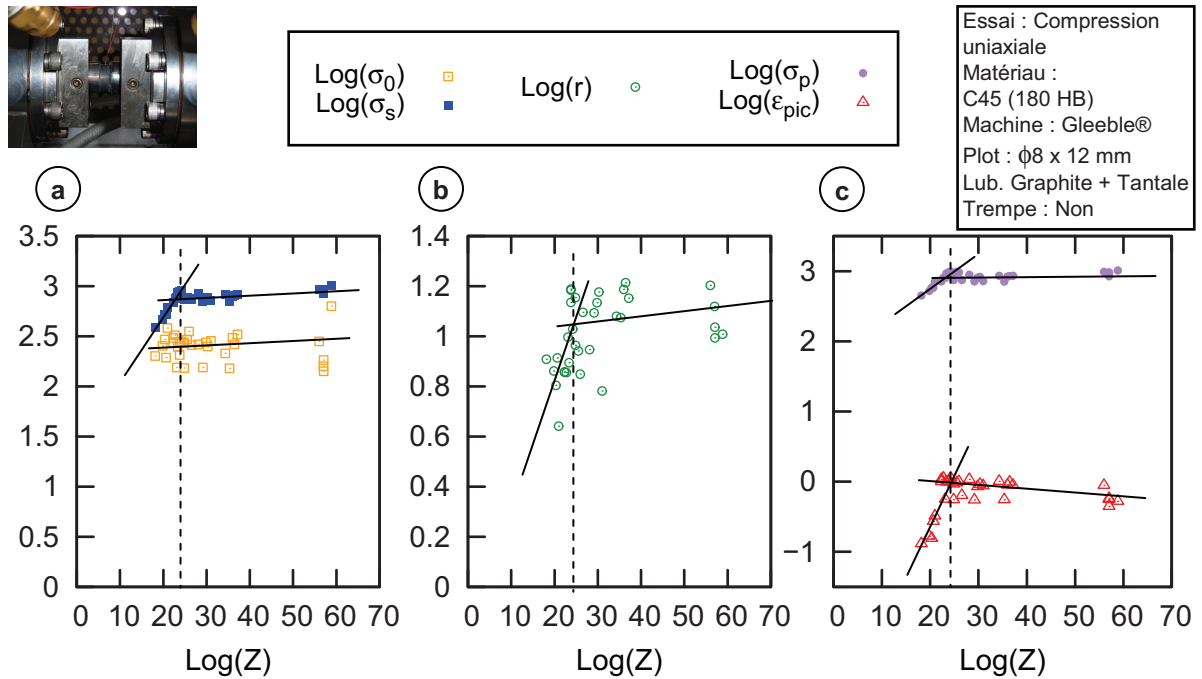 Log(σ0)
Log(σs)
Log(r)
Log(σp)
Log(εpic)
Essai : Compression
uniaxiale
Matériau :
C45 (180 HB)
Machine : Gleeble®
Plot : ϕ8 x 12 mm
Lub. Graphite + Tantale
Trempe : Non
a
3.5
3
2.5
2
1.5
1
0.5
0
0 10 20 30 40 50 60 70
Log(Z)
b
1.4
1.2
1
0.8
0.6
0.4
0.2
0
0 10 20 30 40 50 60 70
Log(Z)
c
3
2
1
0
−1
0 10 20 30 40 50 60 70
Log(Z)